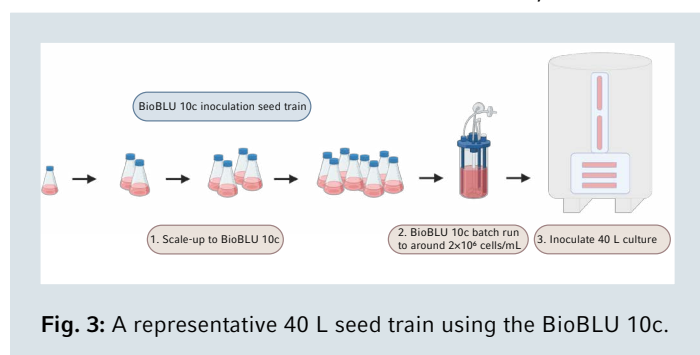 BioBLU 10c inoculation seed train
1. Scale-up to BioBLU 10c
2. BioBLU 10c batch run
to around 2×10⁶ cells/mL
3. Inoculate 40 L culture
Fig. 3: A representative 40 L seed train using the BioBLU 10c.